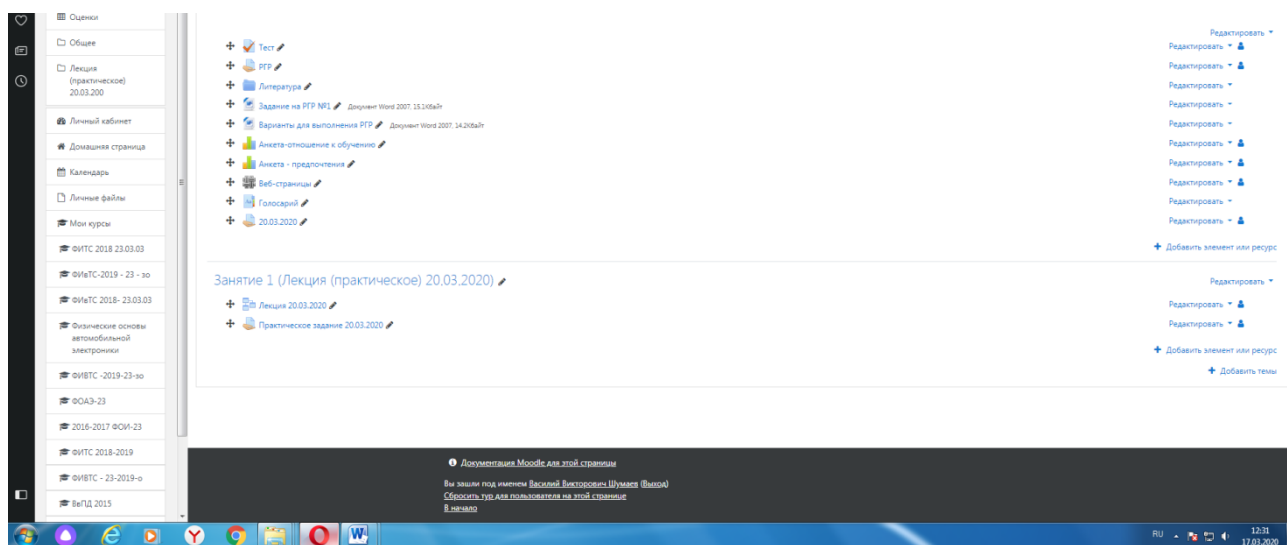 Оценки
Общее
Лекция
(практическое)
20.03.200
Личный кабинет
Домашняя страница
Календарь
Личные файлы
Мои курсы
ФИТС 2018 23.03.03
ФИвТС-2019 - 23 - зо
ФИвТС 2018- 23.03.03
Физические основы
автомобильной
электроники
ФИВТС -2019-23-зо
ФОАЭ-23
2016-2017 ФОИ-23
ФИТС 2018-2019
ФИВТС - 23-2019-о
ВеПД 2015
Редактировать
Тест Редактировать
РГР Редактировать
Литература Редактировать
Задание на РГР №1 Документ Word 2007, 15.1Кбайт Редактировать
Варианты для выполнения РГР Документ Word 2007, 14.2Кбайт Редактировать
Анкета-отношение к обучению Редактировать
Анкета - предпочтения Редактировать
Веб-страницы Редактировать
Голосарий Редактировать
20.03.2020 Редактировать
Добавить элемент или ресурс
Занятие 1 (Лекция (практическое) 20.03.2020) Редактировать
Лекция 20.03.2020 Редактировать
Практическое задание 20.03.2020 Редактировать
Добавить элемент или ресурс
Добавить темы
Документация Moodle для этой страницы
Вы зашли под именем Василий Викторович Шумаев (Выход)
Сбросить тур для пользователя на этой странице
В начало
RU 12:31
17.03.2020